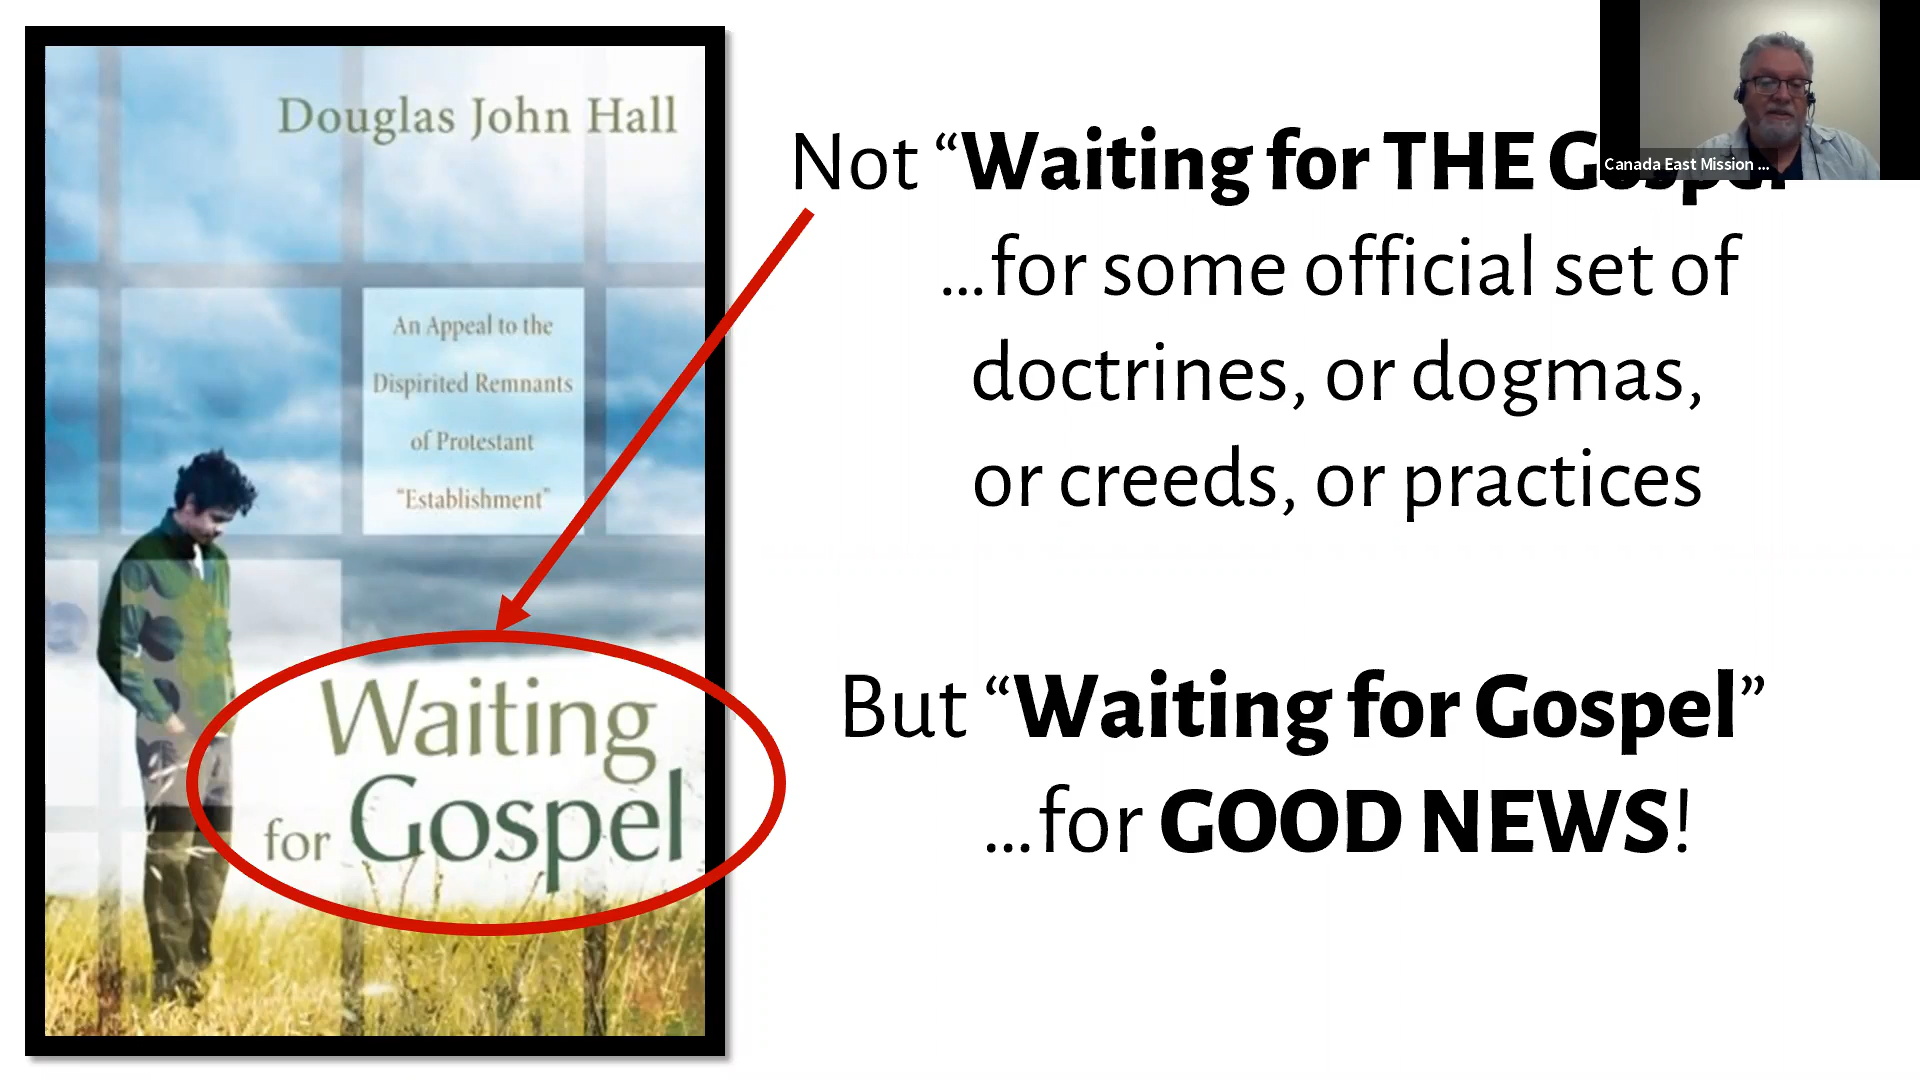 Douglas John Hall
An Appeal to the
Dispirited Remnants
of Protestant
“Establishment”
Waiting
for Gospel
Not “Waiting for THE Gospel
...for some official set of
doctrines, or dogmas,
or creeds, or practices
But “Waiting for Gospel”
...for GOOD NEWS!
Canada East Mission ...